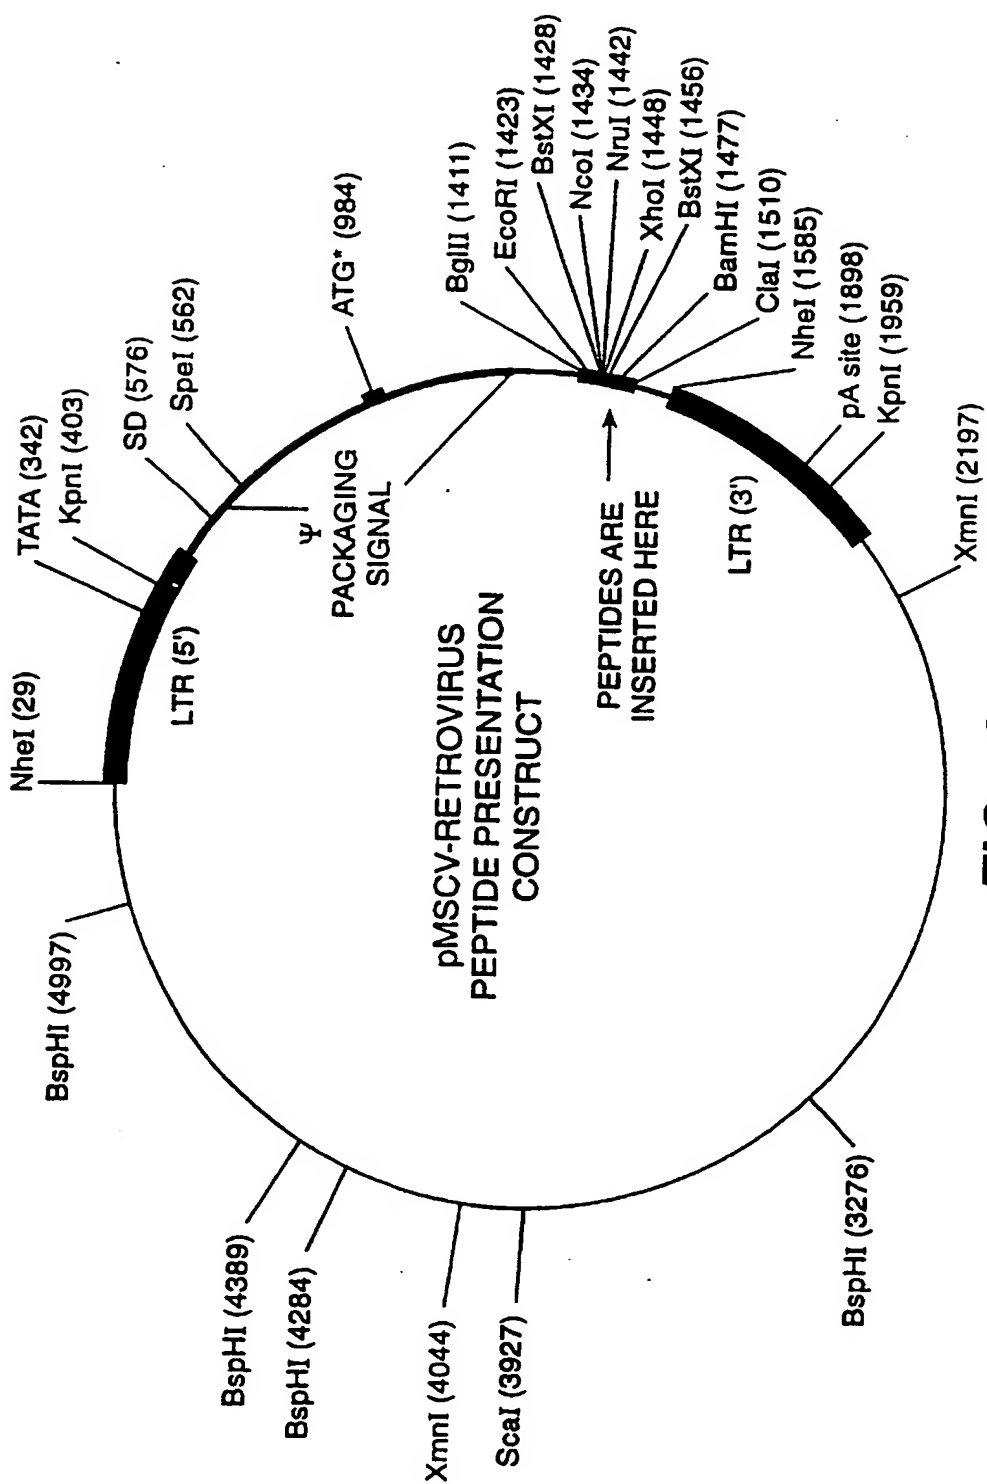 NheI (29)
TATA (342)
KpnI (403)
SD (576)
SpeI (562)
ATG* (984)
BglII (1411)
EcoRI (1423)
BstXI (1428)
NcoI (1434)
NruI (1442)
XhoI (1448)
BstXI (1456)
BamHI (1477)
ClaI (1510)
NheI (1585)
pA site (1898)
KpnI (1959)
XmnI (2197)
BspHI (3276)
ScaI (3927)
XmnI (4044)
BspHI (4284)
BspHI (4389)
BspHI (4997)
LTR (5')
Ψ
PACKAGING
SIGNAL
PEPTIDES ARE
INSERTED HERE
LTR (3')
pMSCV-RETROVIRUS
PEPTIDE PRESENTATION
CONSTRUCT